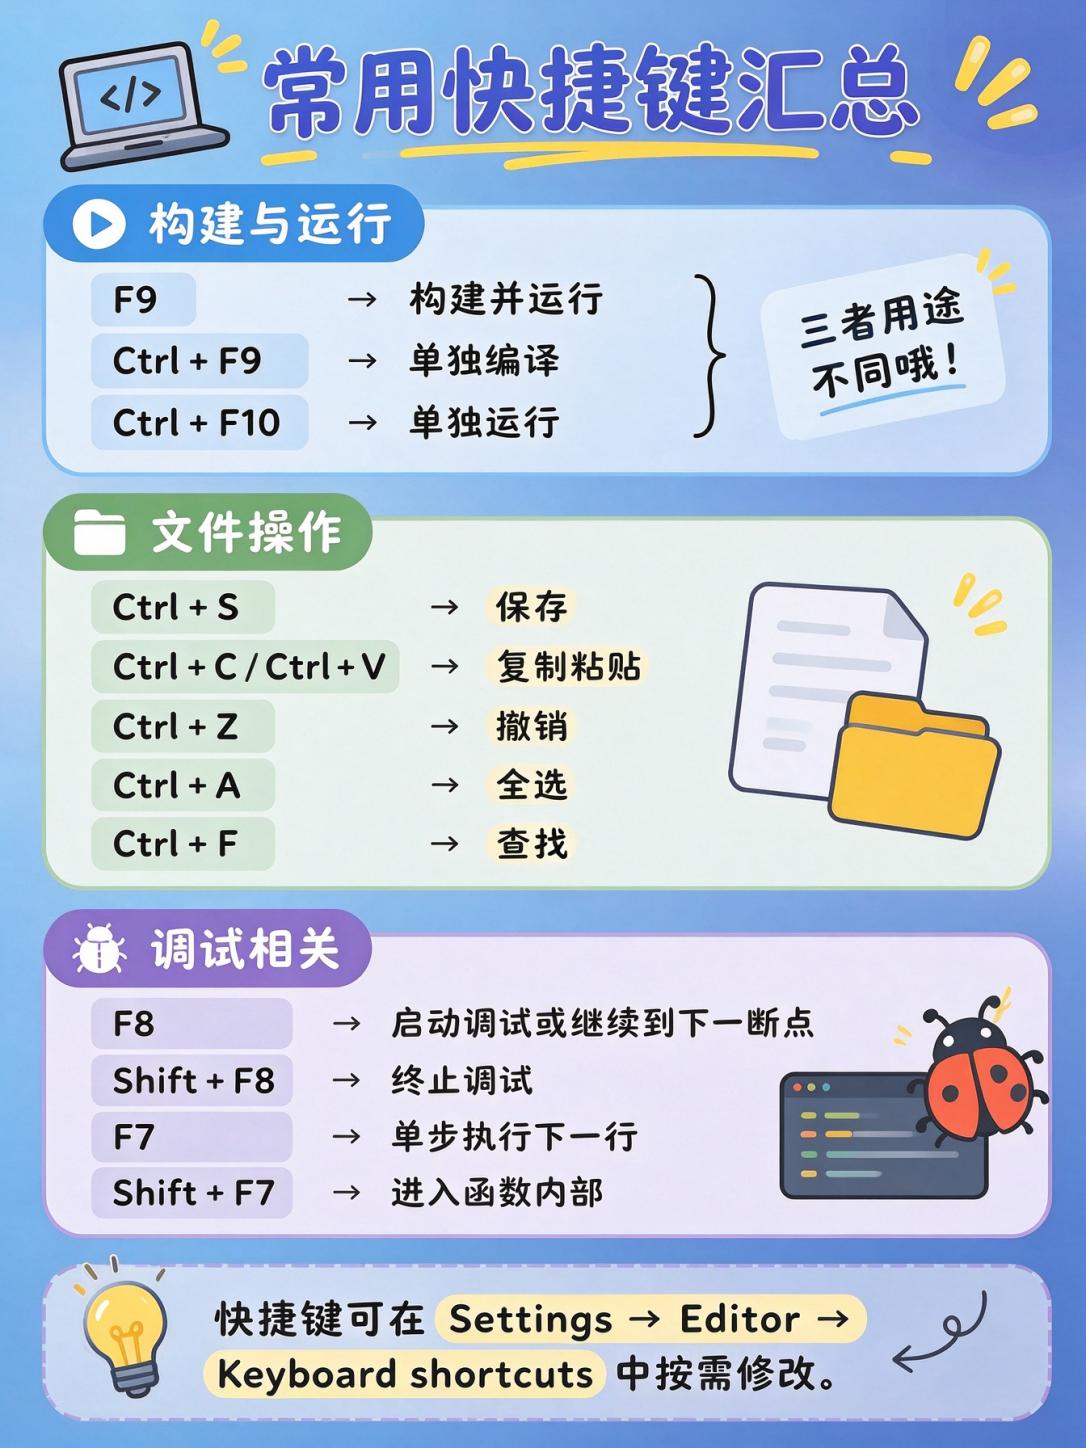 </>
常用快捷键汇总
构建与运行
F9 → 构建并运行
Ctrl + F9 → 单独编译
Ctrl + F10 → 单独运行
三者用途
不同哦！
文件操作
Ctrl + S → 保存
Ctrl + C / Ctrl + V → 复制粘贴
Ctrl + Z → 撤销
Ctrl + A → 全选
Ctrl + F → 查找
调试相关
F8 → 启动调试或继续到下一断点
Shift + F8 → 终止调试
F7 → 单步执行下一行
Shift + F7 → 进入函数内部
快捷键可在 Settings → Editor →
Keyboard shortcuts 中按需修改。